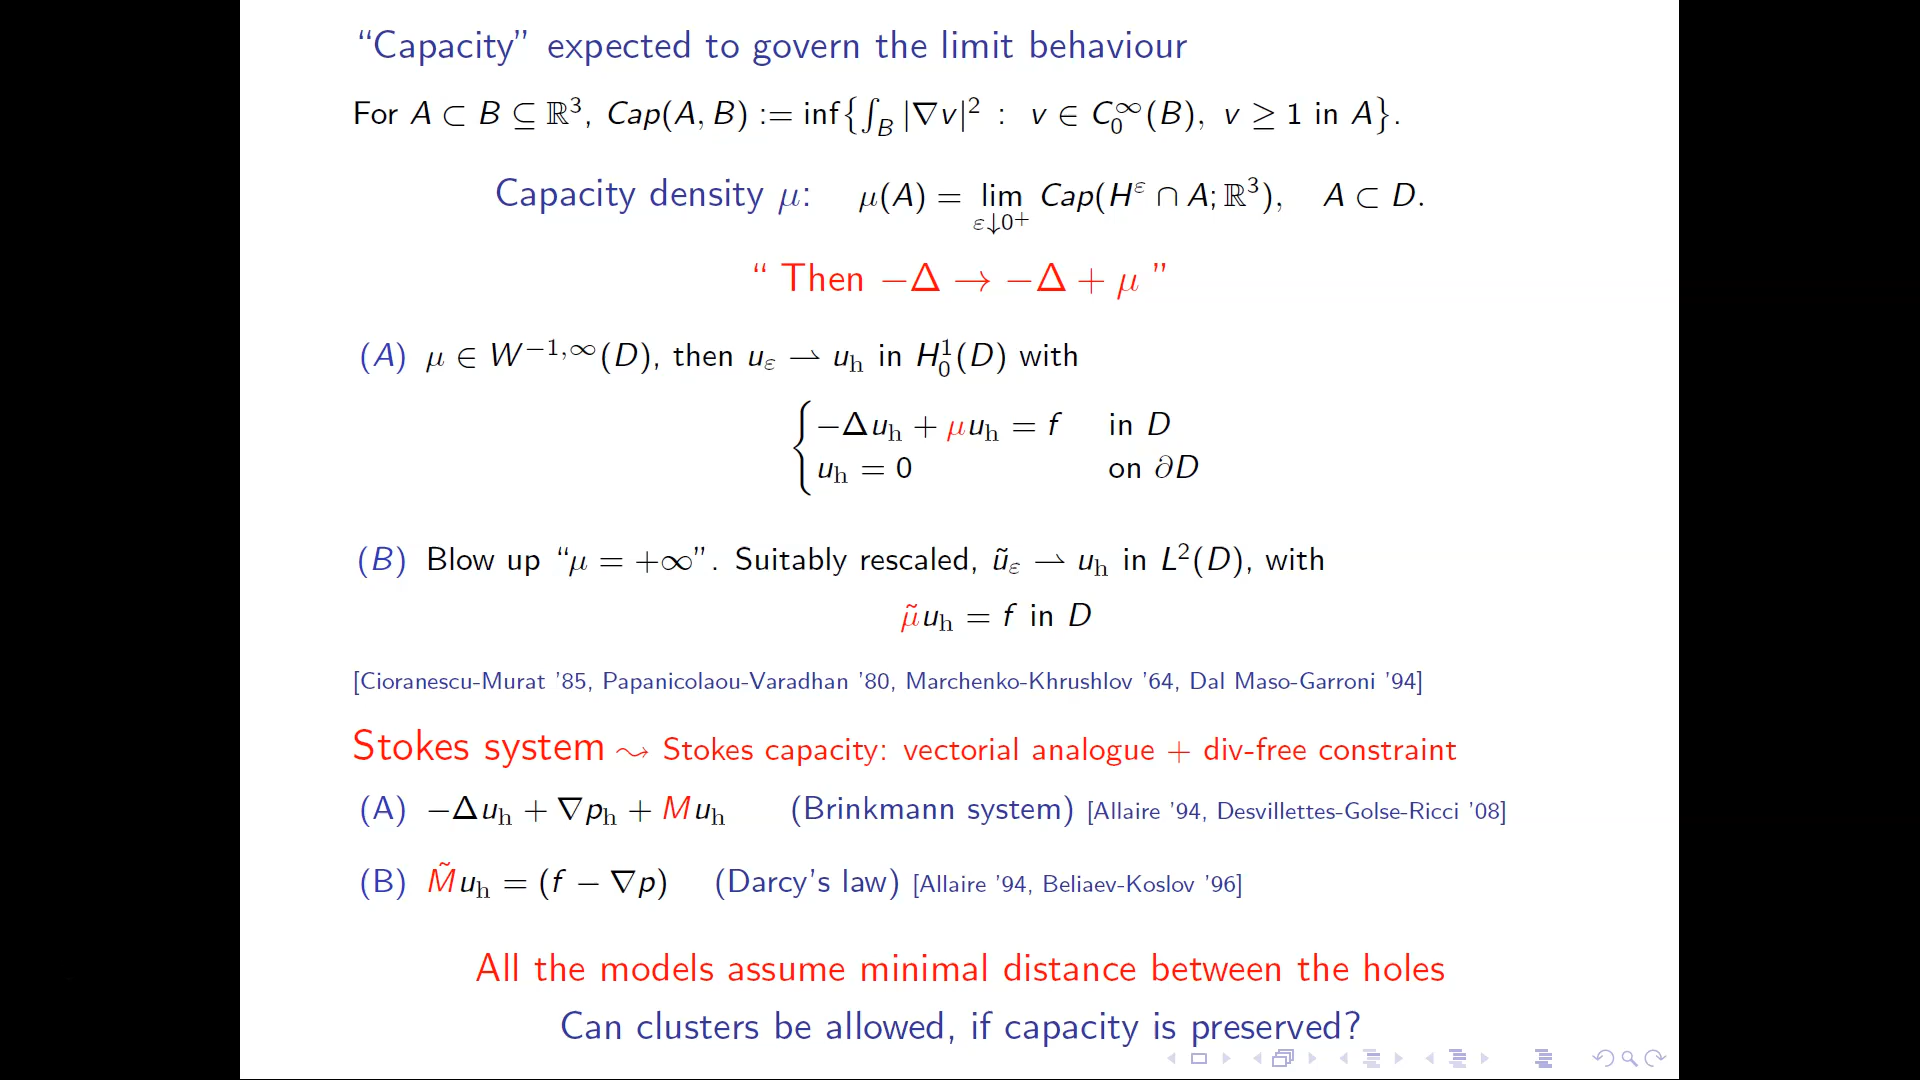 “Capacity” expected to govern the limit behaviour
For A ⊂ B ⊆ ℝ³, Cap(A, B) := inf{∫_B |∇v|² : v ∈ C₀^∞(B), v ≥ 1 in A}.
Capacity density μ: μ(A) = lim_{ε↓0⁺} Cap(H^ε ∩ A; ℝ³), A ⊂ D.
“ Then −Δ → −Δ + μ ”
(A) μ ∈ W^{−1,∞}(D), then u_ε ⇀ u_h in H₀¹(D) with
−Δu_h + μu_h = f in D
u_h = 0 on ∂D
(B) Blow up “μ = +∞”. Suitably rescaled, ũ_ε ⇀ u_h in L²(D), with
μ̃u_h = f in D
[Cioranescu-Murat ’85, Papanicolaou-Varadhan ’80, Marchenko-Khrushlov ’64, Dal Maso-Garroni ’94]
Stokes system ⇝ Stokes capacity: vectorial analogue + div-free constraint
(A) −Δu_h + ∇p_h + M u_h (Brinkmann system) [Allaire ’94, Desvillettes-Golse-Ricci ’08]
(B) M̃ u_h = (f − ∇p) (Darcy’s law) [Allaire ’94, Beliaev-Koslov ’96]
All the models assume minimal distance between the holes
Can clusters be allowed, if capacity is preserved?